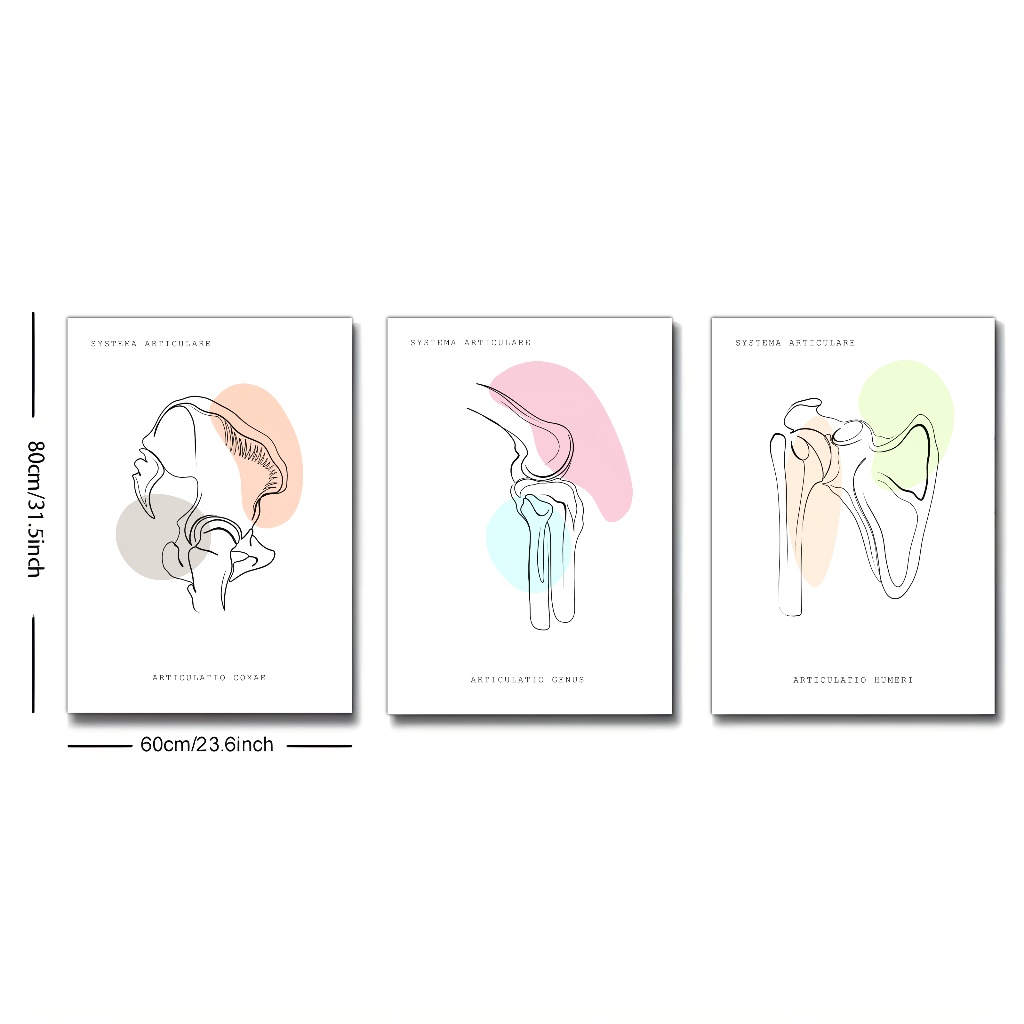 SYSTEMA ARTICULARE
ARTICULATIO COXAE
SYSTEMA ARTICULARE
ARTICULATIO GENUS
SYSTEMA ARTICULARE
ARTICULATIO HUMERI
80cm/31.5inch
60cm/23.6inch